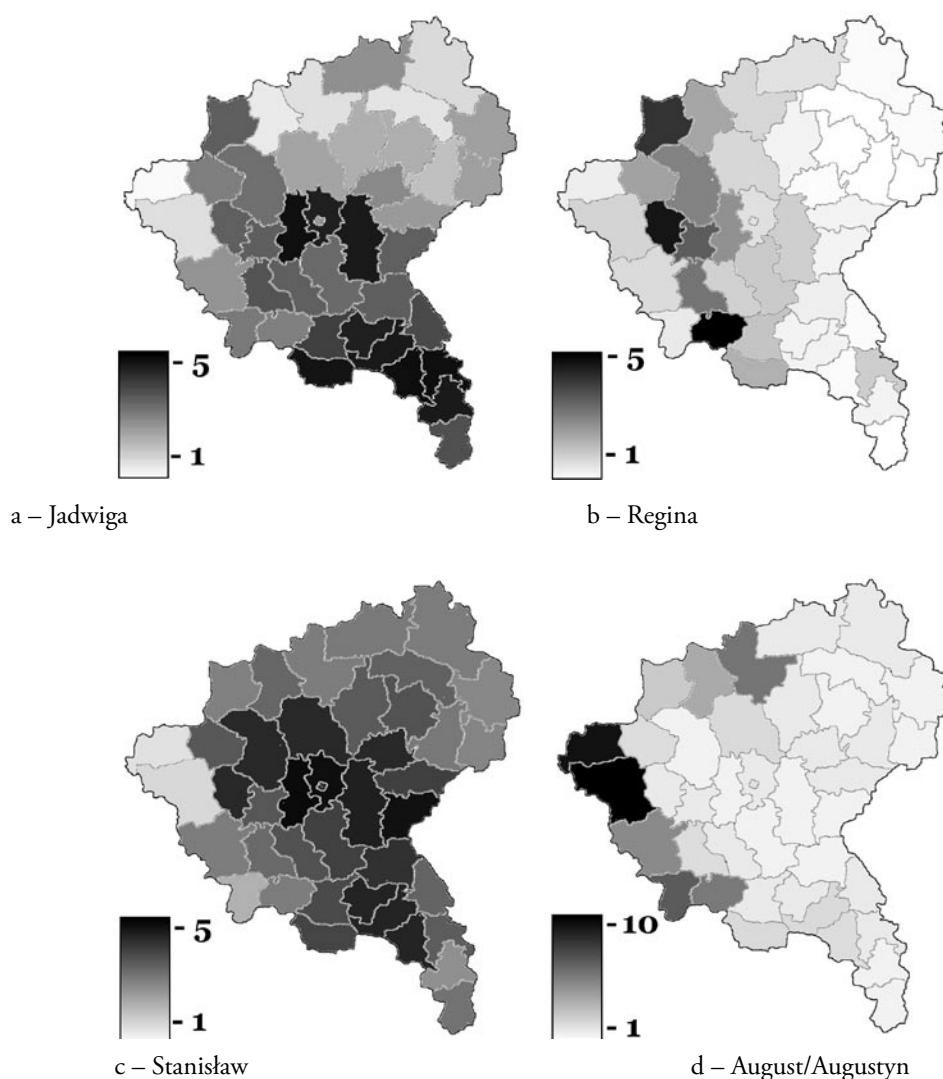 - 5
- 1
- 5
- 1
a – Jadwiga
b – Regina
- 5
- 1
-10
-1
c – Stanisław
d – August/Augustyn